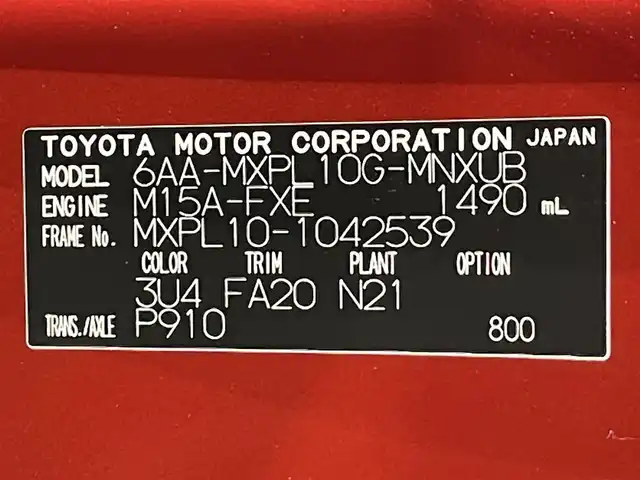 TOYOTA MOTOR CORPORATION JAPAN
MODEL 6AA-MXPL10G-MNXUB
ENGINE M15A-FXE 1490 mL
FRAME No. MXPL10-1042539
COLOR TRIM PLANT OPTION
3U4 FA20 N21
TRANS./AXLE P910 800